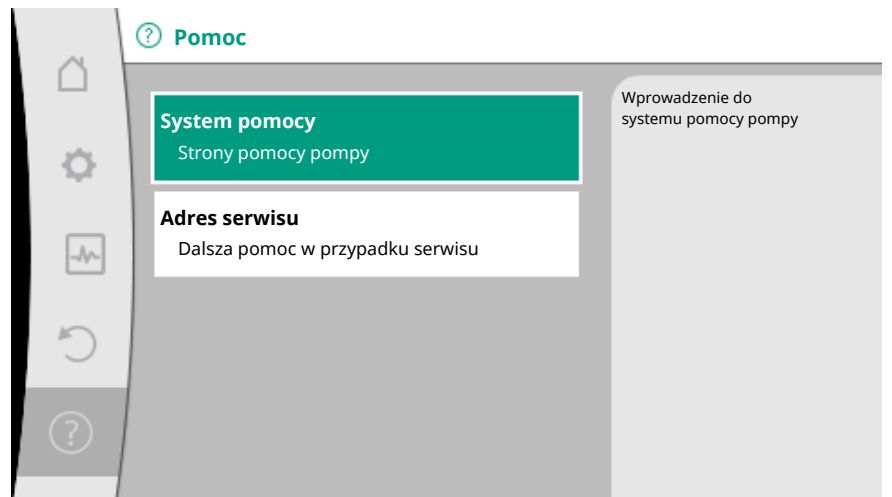 Pomoc
System pomocy
Strony pomocy pompy
Adres serwisu
Dalsza pomoc w przypadku serwisu
Wprowadzenie do
systemu pomocy pompy